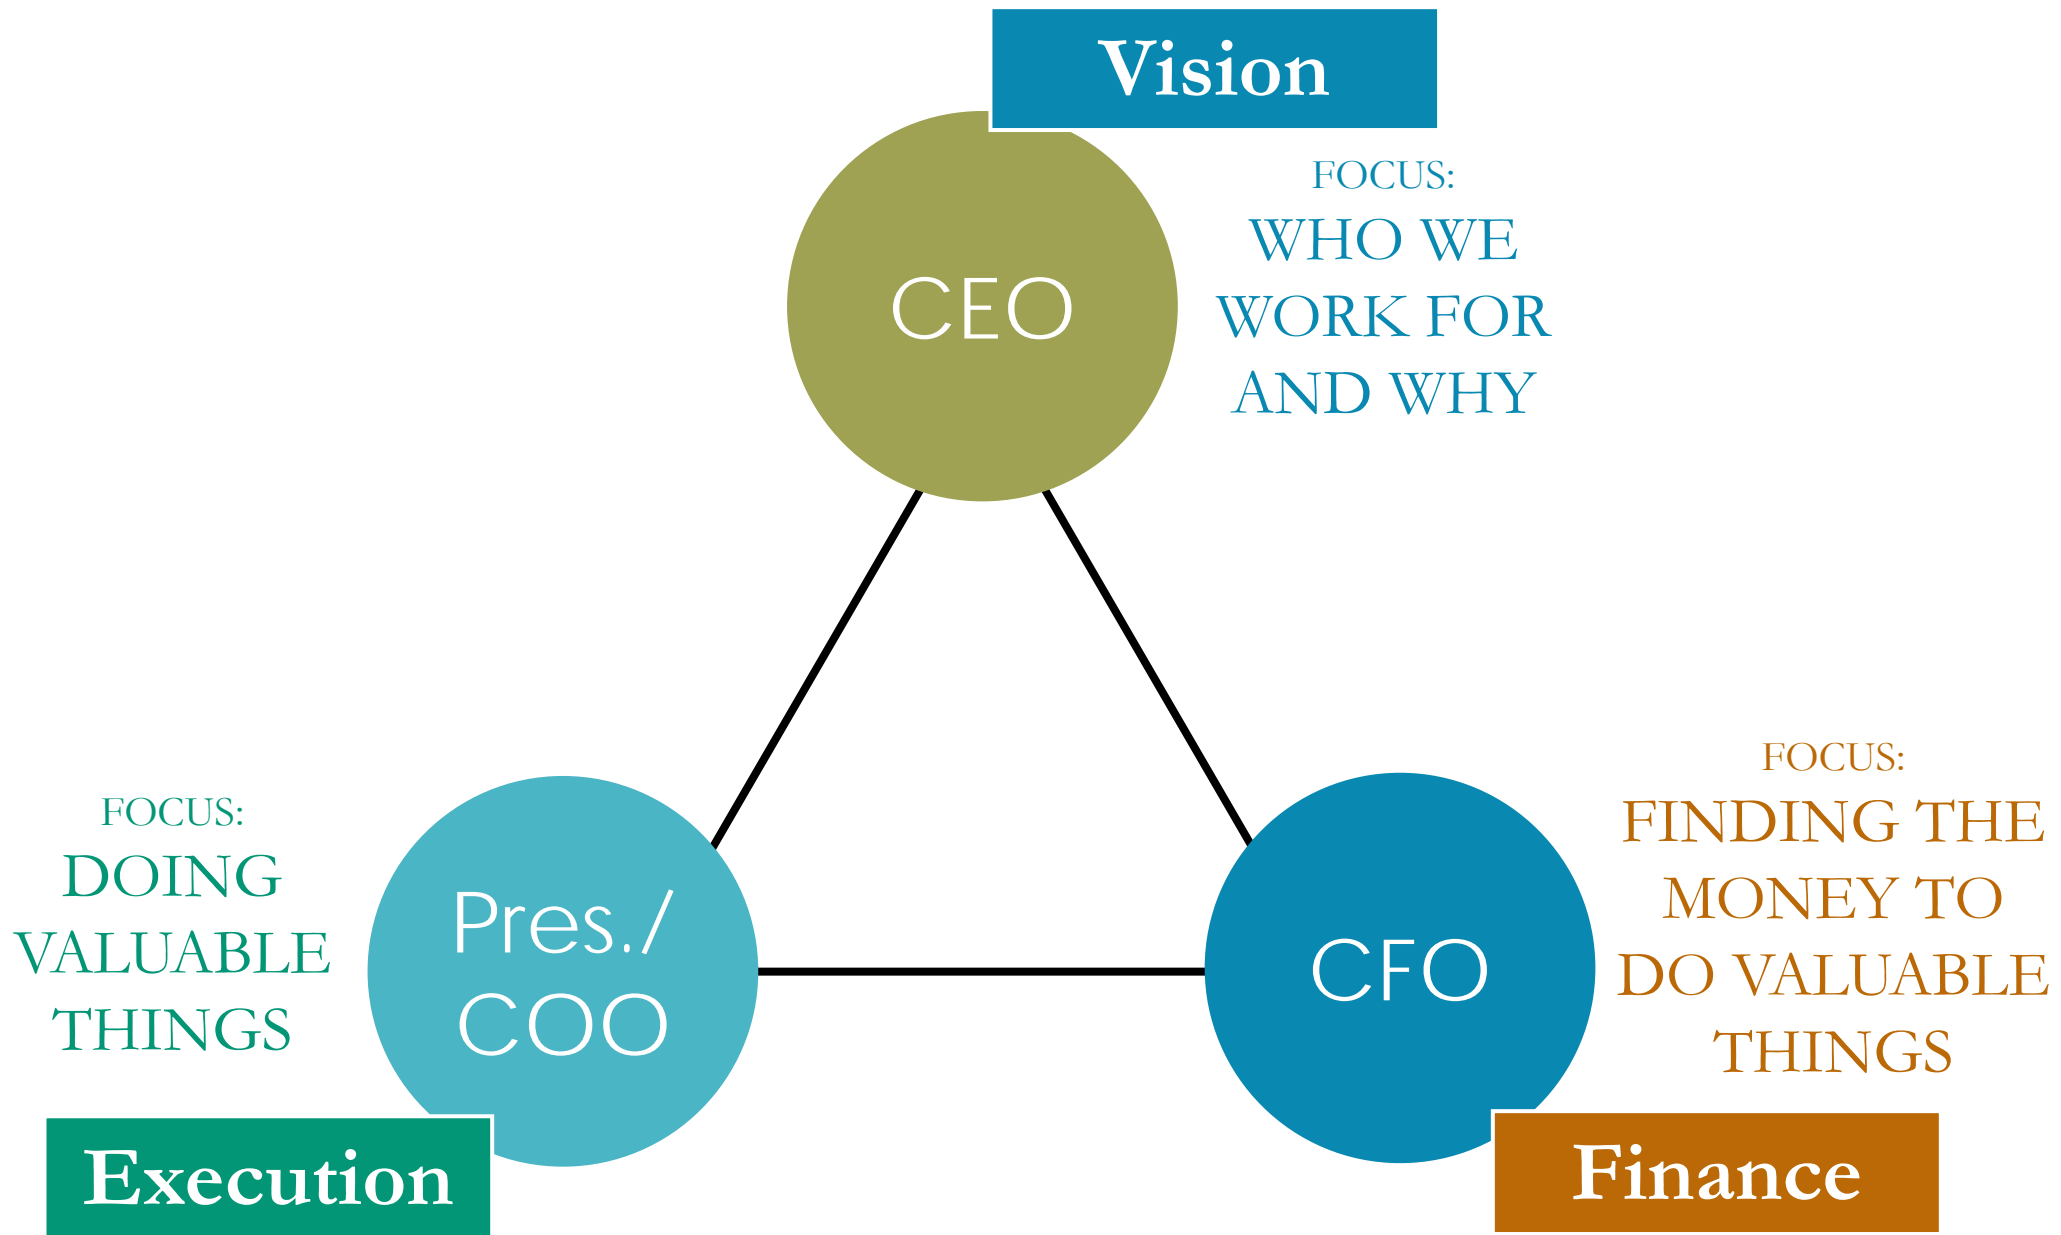 Vision
CEO
FOCUS:
WHO WE
WORK FOR
AND WHY
FOCUS:
DOING
VALUABLE
THINGS
Pres./
COO
Execution
CFO
FOCUS:
FINDING THE
MONEY TO
DO VALUABLE
THINGS
Finance